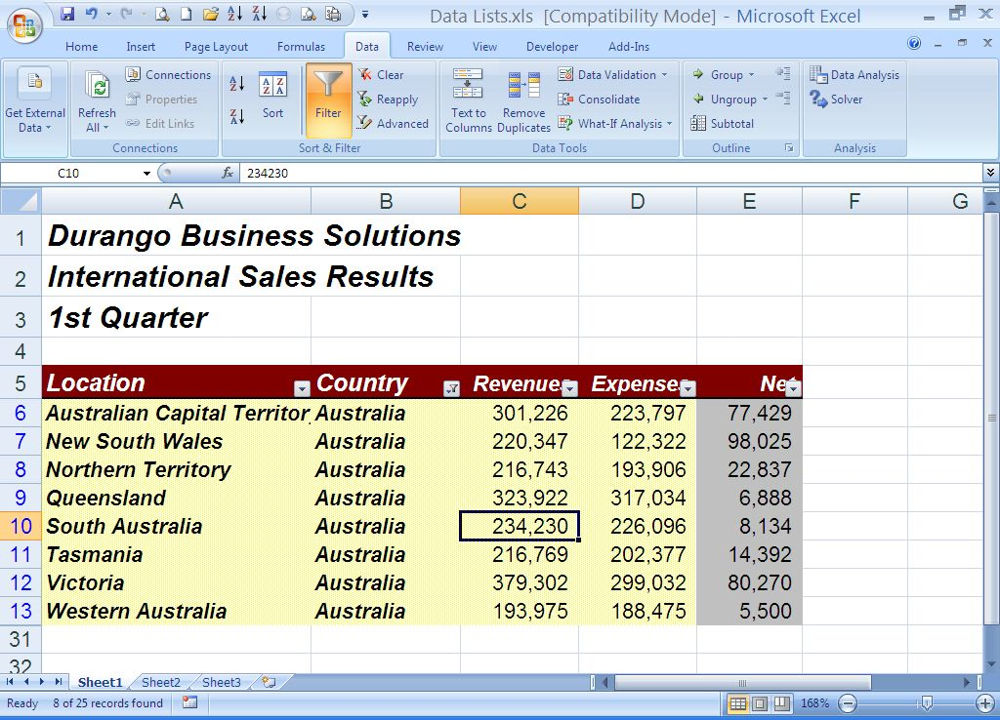 Data Lists.xls [Compatibility Mode] - Microsoft Excel
Home Insert Page Layout Formulas Data Review View Developer Add-Ins
Get External Data
Refresh All
Connections
Properties
Edit Links
Connections
Sort
Filter
Clear
Reapply
Advanced
Sort & Filter
Text to Columns
Remove Duplicates
Data Validation
Consolidate
What-If Analysis
Data Tools
Group
Ungroup
Subtotal
Outline
Data Analysis
Solver
Analysis
C10 fx 234230
A B C D E F G
1 Durango Business Solutions
2 International Sales Results
3 1st Quarter
4
5 Location Country Revenues Expenses Net
6 Australian Capital Territor Australia 301,226 223,797 77,429
7 New South Wales Australia 220,347 122,322 98,025
8 Northern Territory Australia 216,743 193,906 22,837
9 Queensland Australia 323,922 317,034 6,888
10 South Australia Australia 234,230 226,096 8,134
11 Tasmania Australia 216,769 202,377 14,392
12 Victoria Australia 379,302 299,032 80,270
13 Western Australia Australia 193,975 188,475 5,500
31
32
Sheet1 Sheet2 Sheet3
Ready 8 of 25 records found 168%